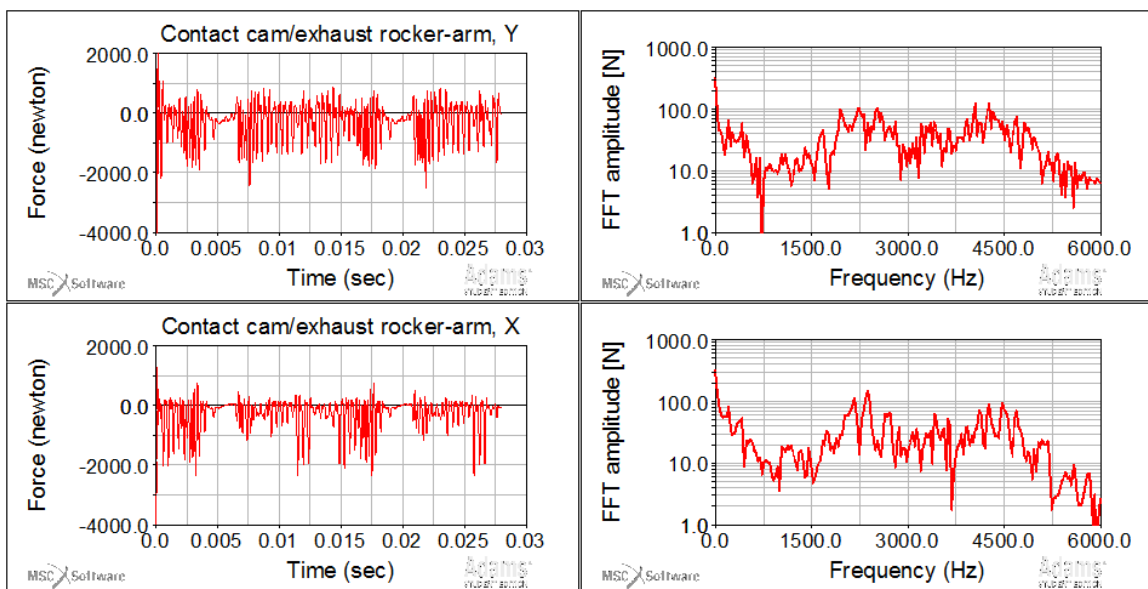 Contact cam/exhaust rocker-arm, Y
2000.0
0.0
-2000.0
-4000.0
Force (newton)
0.0 0.005 0.01 0.015 0.02 0.025 0.03
Time (sec)
MSC Software
Adams
1000.0
100.0
10.0
1.0
FFT amplitude [N]
0.0 1500.0 3000.0 4500.0 6000.0
Frequency (Hz)
MSC Software
Adams
Contact cam/exhaust rocker-arm, X
2000.0
0.0
-2000.0
-4000.0
Force (newton)
0.0 0.005 0.01 0.015 0.02 0.025 0.03
Time (sec)
MSC Software
Adams
1000.0
100.0
10.0
1.0
FFT amplitude [N]
0.0 1500.0 3000.0 4500.0 6000.0
Frequency (Hz)
MSC Software
Adams